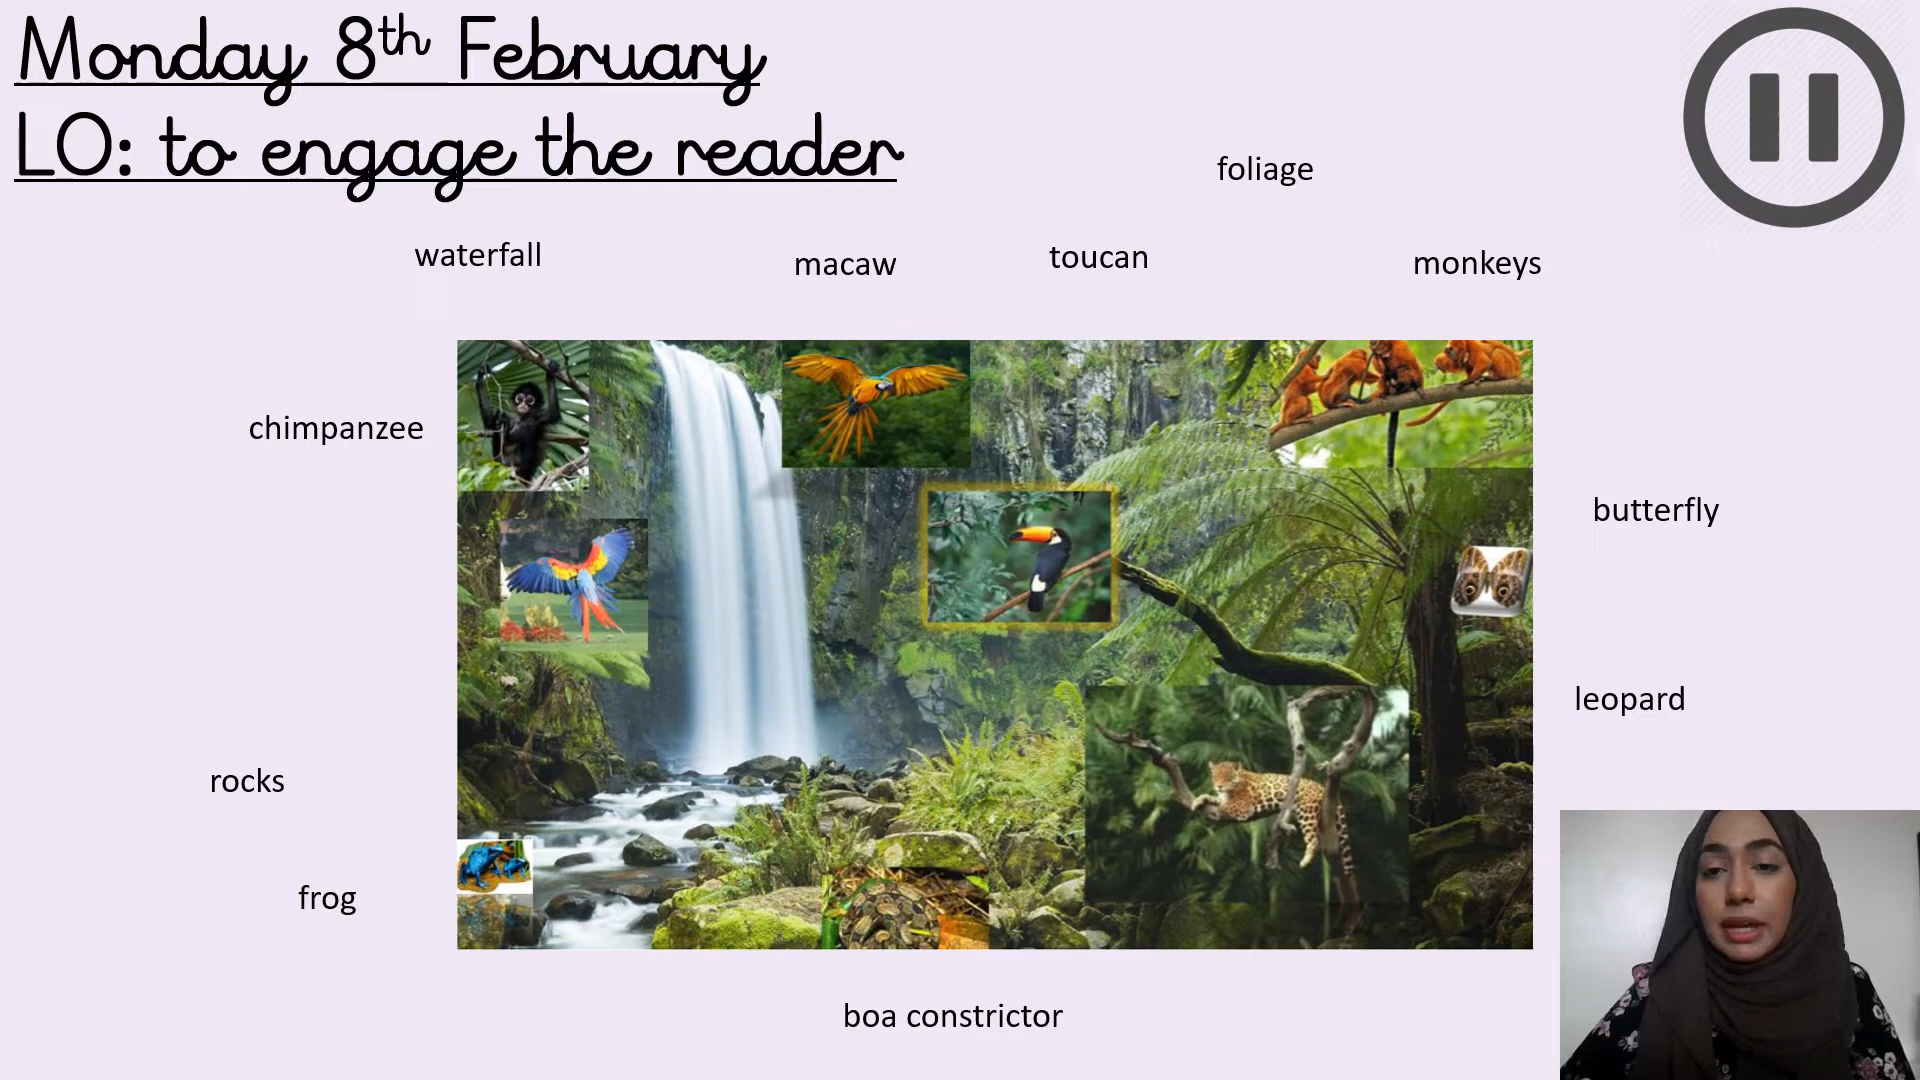 Monday 8th February
LO: to engage the reader
foliage
waterfall
macaw
toucan
monkeys
chimpanzee
butterfly
leopard
rocks
frog
boa constrictor